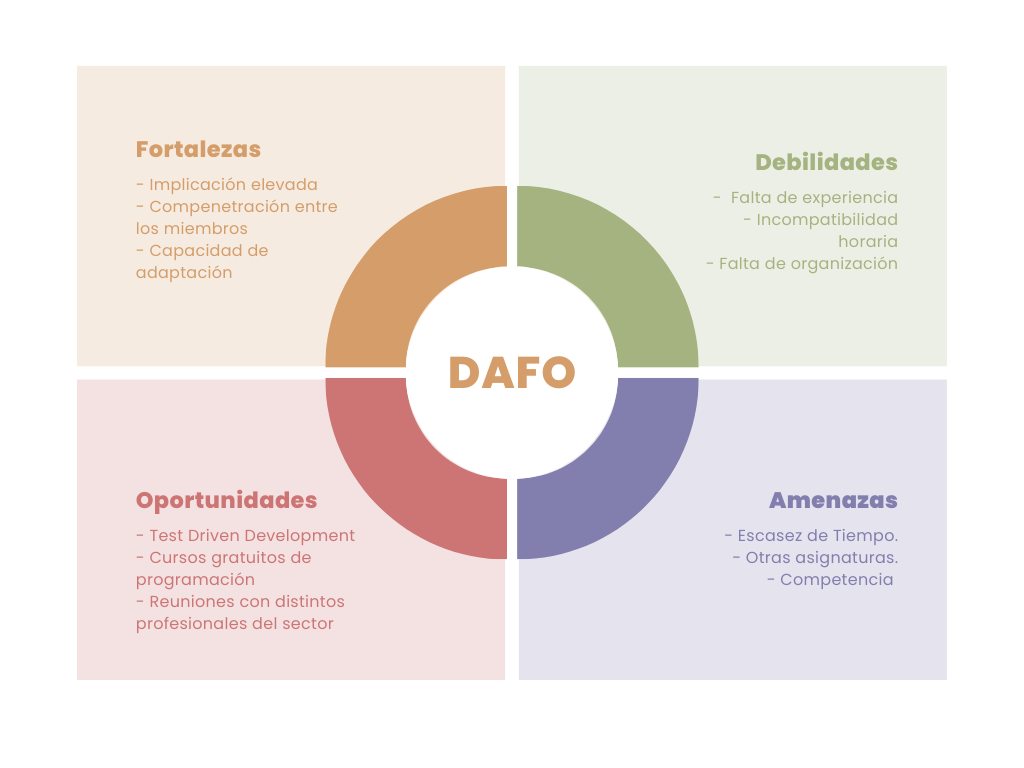 Fortalezas
- Implicación elevada
- Compenetración entre
los miembros
- Capacidad de
adaptación
Debilidades
- Falta de experiencia
- Incompatibilidad
horaria
- Falta de organización
DAFO
Oportunidades
- Test Driven Development
- Cursos gratuitos de
programación
- Reuniones con distintos
profesionales del sector
Amenazas
- Escasez de Tiempo.
- Otras asignaturas.
- Competencia